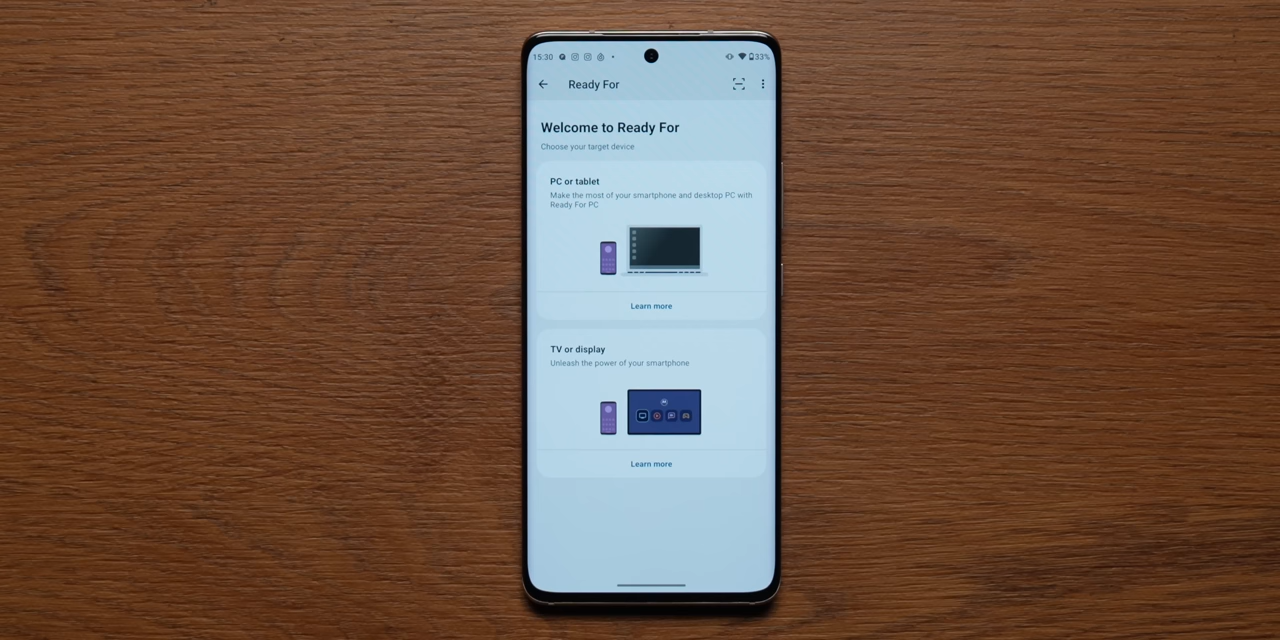 15:30
33%
Ready For
Welcome to Ready For
Choose your target device
PC or tablet
Make the most of your smartphone and desktop PC with
Ready For PC
Learn more
TV or display
Unleash the power of your smartphone
Learn more